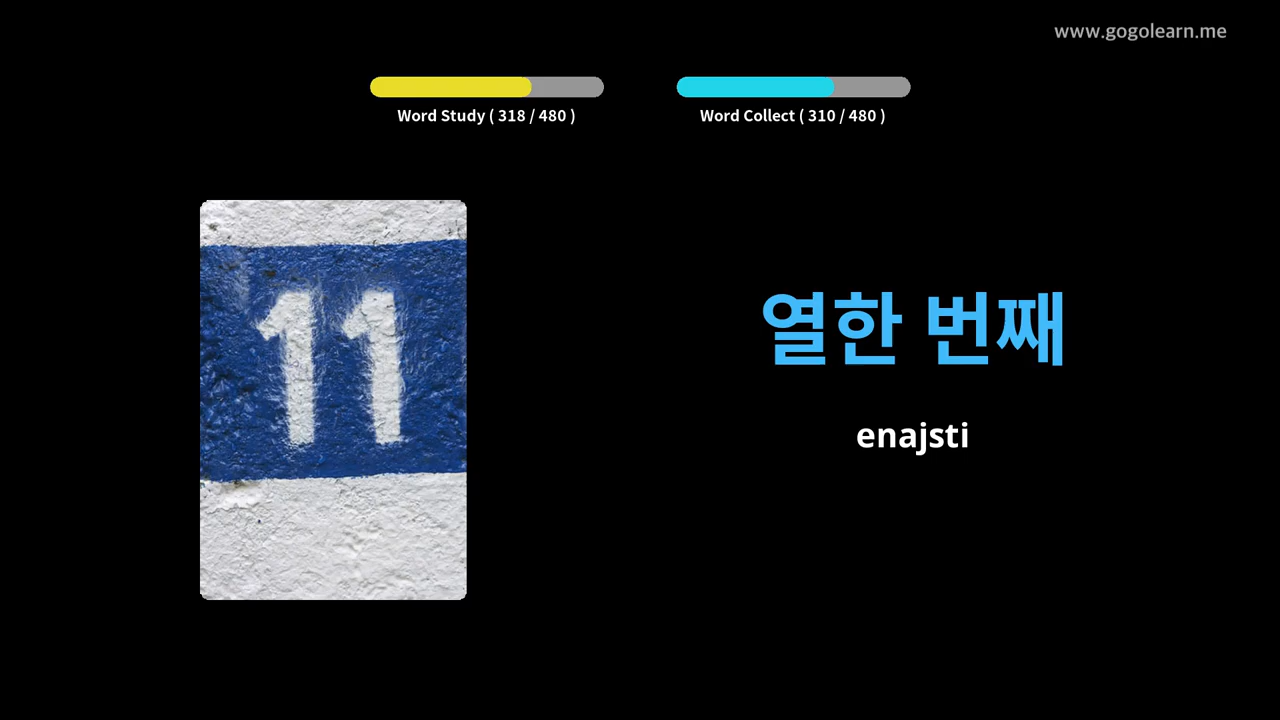 www.gogolearn.me
Word Study ( 318 / 480 )
Word Collect ( 310 / 480 )
11
열한 번째
enajsti